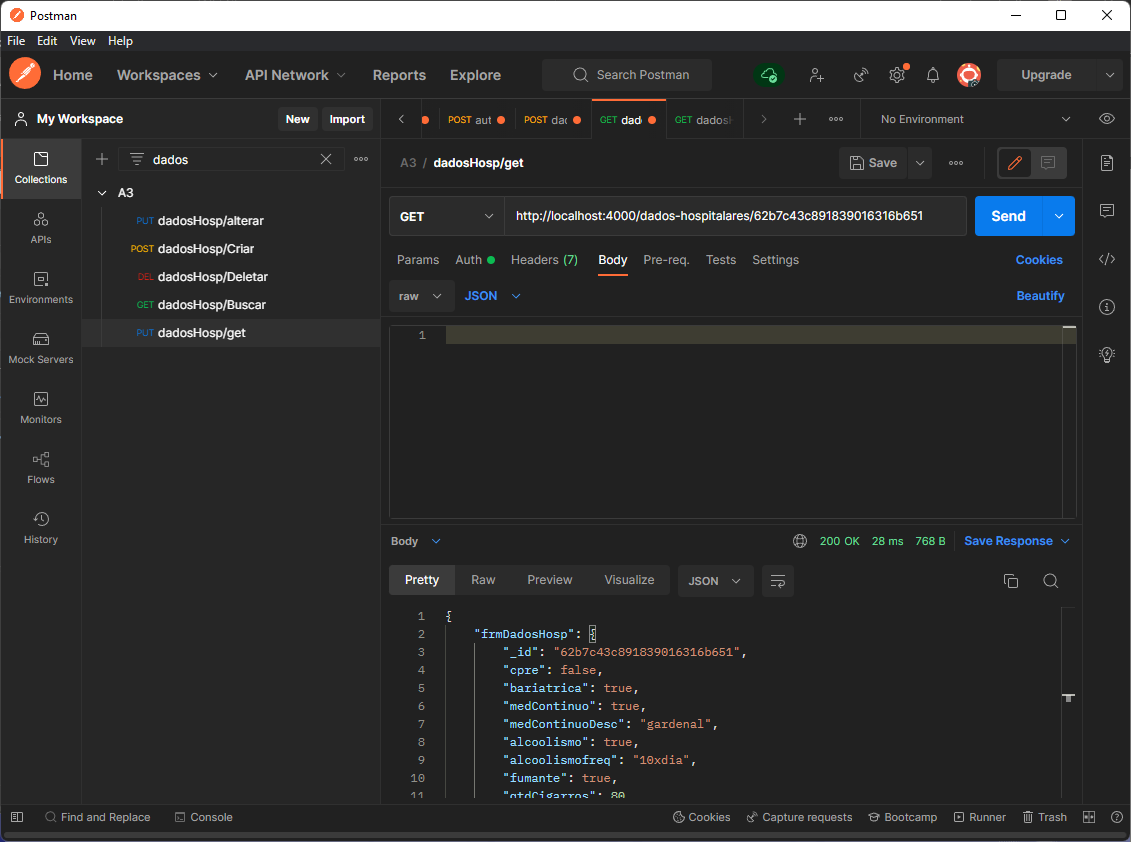 Postman
File Edit View Help
Home Workspaces API Network Reports Explore Search Postman Upgrade
My Workspace New Import
POST aut POST dac GET dad GET dadosH No Environment
dados
A3 / dadosHosp/get Save
Collections
APIs
Environments
Mock Servers
Monitors
Flows
History
A3
PUT dadosHosp/alterar
POST dadosHosp/Criar
DEL dadosHosp/Deletar
GET dadosHosp/Buscar
PUT dadosHosp/get
GET http://localhost:4000/dados-hospitalares/62b7c43c891839016316b651 Send
Params Auth Headers (7) Body Pre-req. Tests Settings Cookies
raw JSON Beautify
1
Body 200 OK 28 ms 768 B Save Response
Pretty Raw Preview Visualize JSON
1 {
2 "frmDadosHosp": {
3 "_id": "62b7c43c891839016316b651",
4 "cpre": false,
5 "bariatrica": true,
6 "medContinuo": true,
7 "medContinuoDesc": "gardenal",
8 "alcoolismo": true,
9 "alcoolismofreq": "10xdia",
10 "fumante": true,
11 "qtdCigarros": 80
Find and Replace Console Cookies Capture requests Bootcamp Runner Trash